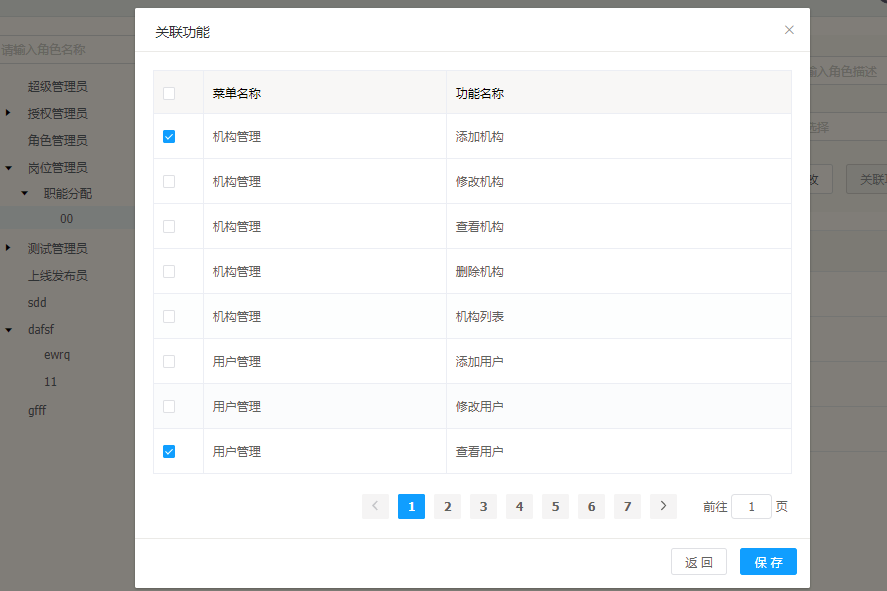 关联功能
请输入角色名称
超级管理员
授权管理员
角色管理员
岗位管理员
职能分配
00
测试管理员
上线发布员
sdd
dafsf
ewrq
11
gfff
菜单名称 功能名称
机构管理 添加机构
机构管理 修改机构
机构管理 查看机构
机构管理 删除机构
机构管理 机构列表
用户管理 添加用户
用户管理 修改用户
用户管理 查看用户
1 2 3 4 5 6 7 前往 1 页
返回 保存
输入角色描述
选择
改 关联